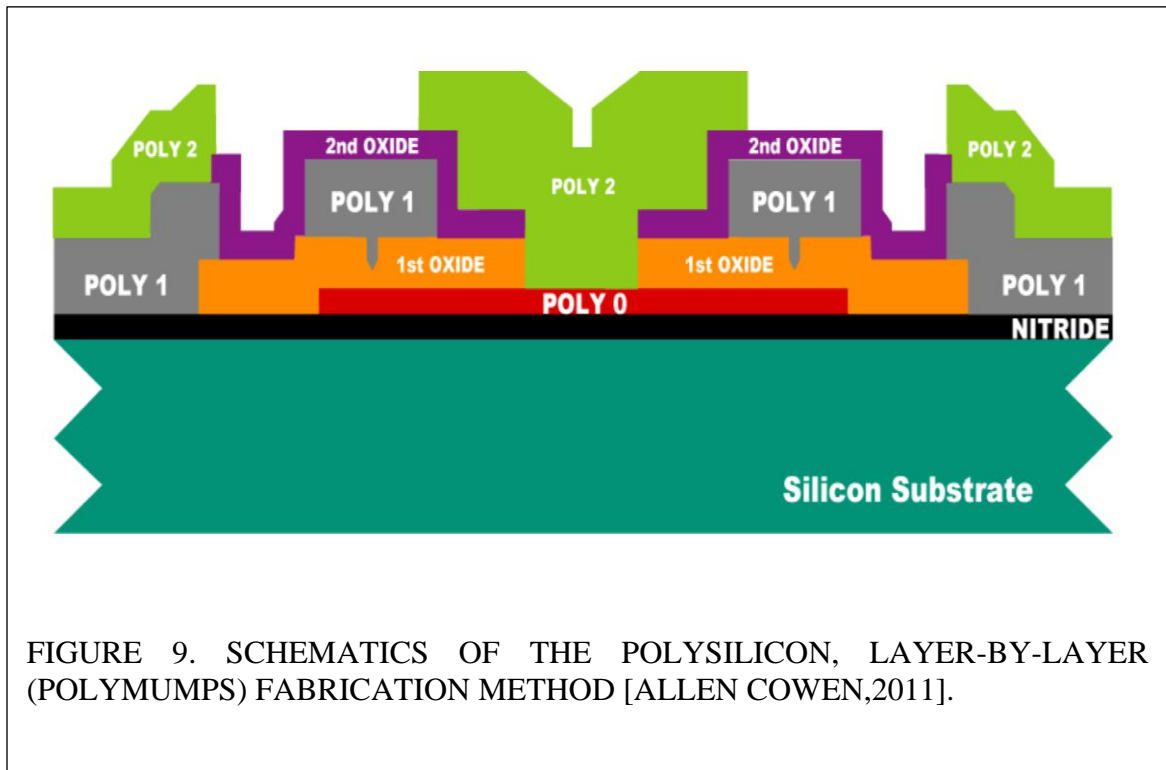 POLY 2
2nd OXIDE
2nd OXIDE
POLY 2
POLY 2
POLY 1
POLY 1
1st OXIDE
1st OXIDE
POLY 1
POLY 1
POLY 0
NITRIDE
Silicon Substrate
FIGURE 9. SCHEMATICS OF THE POLYSILICON, LAYER-BY-LAYER
(POLYMUMPS) FABRICATION METHOD [ALLEN COWEN,2011].